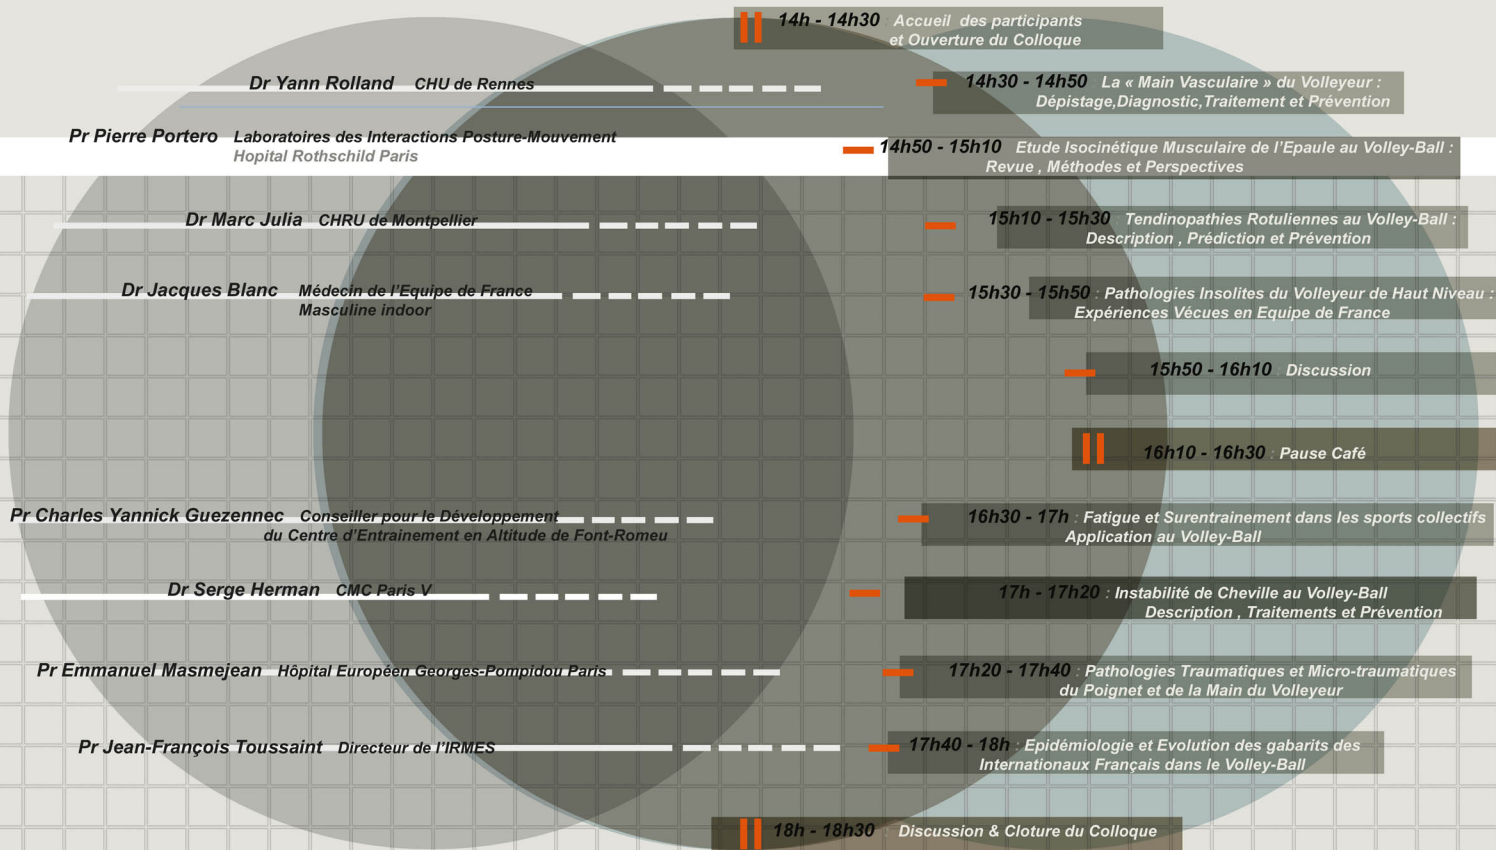 14h - 14h30 : Accueil des participants
et Ouverture du Colloque
Dr Yann Rolland CHU de Rennes
14h30 - 14h50 : La « Main Vasculaire » du Volleyeur :
Dépistage,Diagnostic,Traitement et Prévention
Pr Pierre Portero Laboratoires des Interactions Posture-Mouvement
Hopital Rothschild Paris
14h50 - 15h10 : Etude Isocinétique Musculaire de l'Epaule au Volley-Ball :
Revue , Méthodes et Perspectives
Dr Marc Julia CHRU de Montpellier
15h10 - 15h30 : Tendinopathies Rotuliennes au Volley-Ball :
Description , Prédiction et Prévention
Dr Jacques Blanc Médecin de l'Equipe de France
Masculine indoor
15h30 - 15h50 : Pathologies Insolites du Volleyeur de Haut Niveau :
Expériences Vécues en Equipe de France
15h50 - 16h10 : Discussion
16h10 - 16h30 : Pause Café
Pr Charles Yannick Guezennec Conseiller pour le Développement
du Centre d'Entrainement en Altitude de Font-Romeu
16h30 - 17h : Fatigue et Surentrainement dans les sports collectifs
Application au Volley-Ball
Dr Serge Herman CMC Paris V
17h - 17h20 : Instabilité de Cheville au Volley-Ball
Description , Traitements et Prévention
Pr Emmanuel Masmejean Hôpital Européen Georges-Pompidou Paris
17h20 - 17h40 : Pathologies Traumatiques et Micro-traumatiques
du Poignet et de la Main du Volleyeur
Pr Jean-François Toussaint Directeur de l'IRMES
17h40 - 18h : Epidémiologie et Evolution des gabarits des
Internationaux Français dans le Volley-Ball
18h - 18h30 : Discussion & Cloture du Colloque